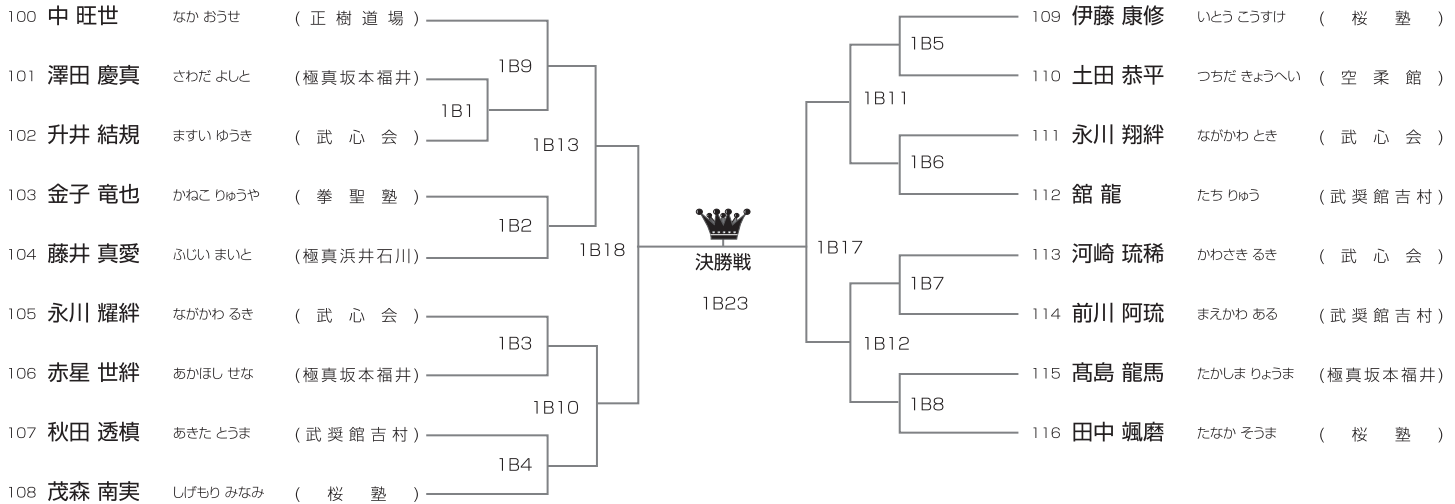 100 中 旺世 なか おうせ (正樹道場)
101 澤田 慶真 さわだ よしと (極真坂本福井)
102 升井 結規 ますい ゆうき (武心会)
103 金子 竜也 かねこ りゅうや (拳聖塾)
104 藤井 真愛 ふじい まいと (極真浜井石川)
105 永川 耀絆 ながかわ るき (武心会)
106 赤星 世絆 あかほし せな (極真坂本福井)
107 秋田 透槙 あきた とうま (武奨館吉村)
108 茂森 南実 しげもり みなみ (桜塾)
1B9
1B1
1B13
1B2
1B18
1B3
1B10
1B4
決勝戦
1B23
1B5
1B11
1B6
1B17
1B7
1B12
1B8
109 伊藤 康修 いとう こうすけ (桜塾)
110 土田 恭平 つちだ きょうへい (空柔館)
111 永川 翔絆 ながかわ とき (武心会)
112 舘 龍 たち りゅう (武奨館吉村)
113 河崎 琉稀 かわさき るき (武心会)
114 前川 阿琉 まえかわ ある (武奨館吉村)
115 髙島 龍馬 たかしま りょうま (極真坂本福井)
116 田中 颯磨 たなか そうま (桜塾)